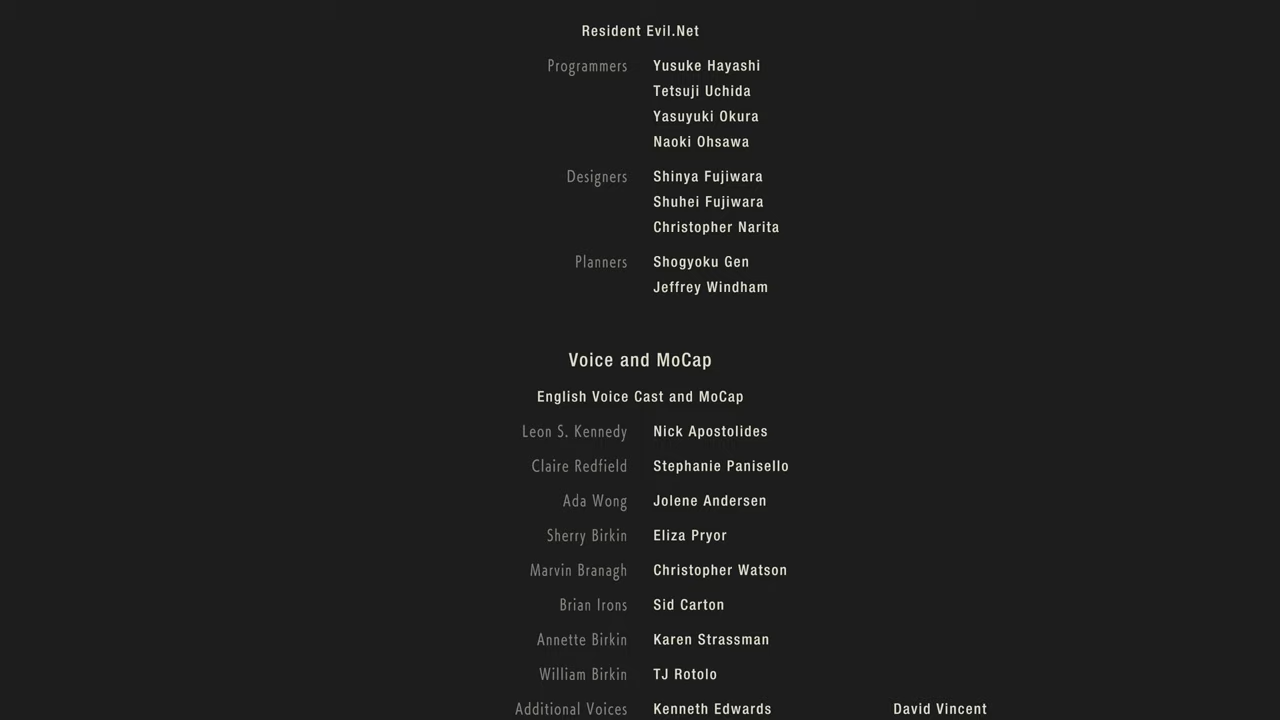 Resident Evil.Net
Programmers Yusuke Hayashi
Tetsuji Uchida
Yasuyuki Okura
Naoki Ohsawa
Designers Shinya Fujiwara
Shuhei Fujiwara
Christopher Narita
Planners Shogyoku Gen
Jeffrey Windham
Voice and MoCap
English Voice Cast and MoCap
Leon S. Kennedy Nick Apostolides
Claire Redfield Stephanie Panisello
Ada Wong Jolene Andersen
Sherry Birkin Eliza Pryor
Marvin Branagh Christopher Watson
Brian Irons Sid Carton
Annette Birkin Karen Strassman
William Birkin TJ Rotolo
Additional Voices Kenneth Edwards David Vincent